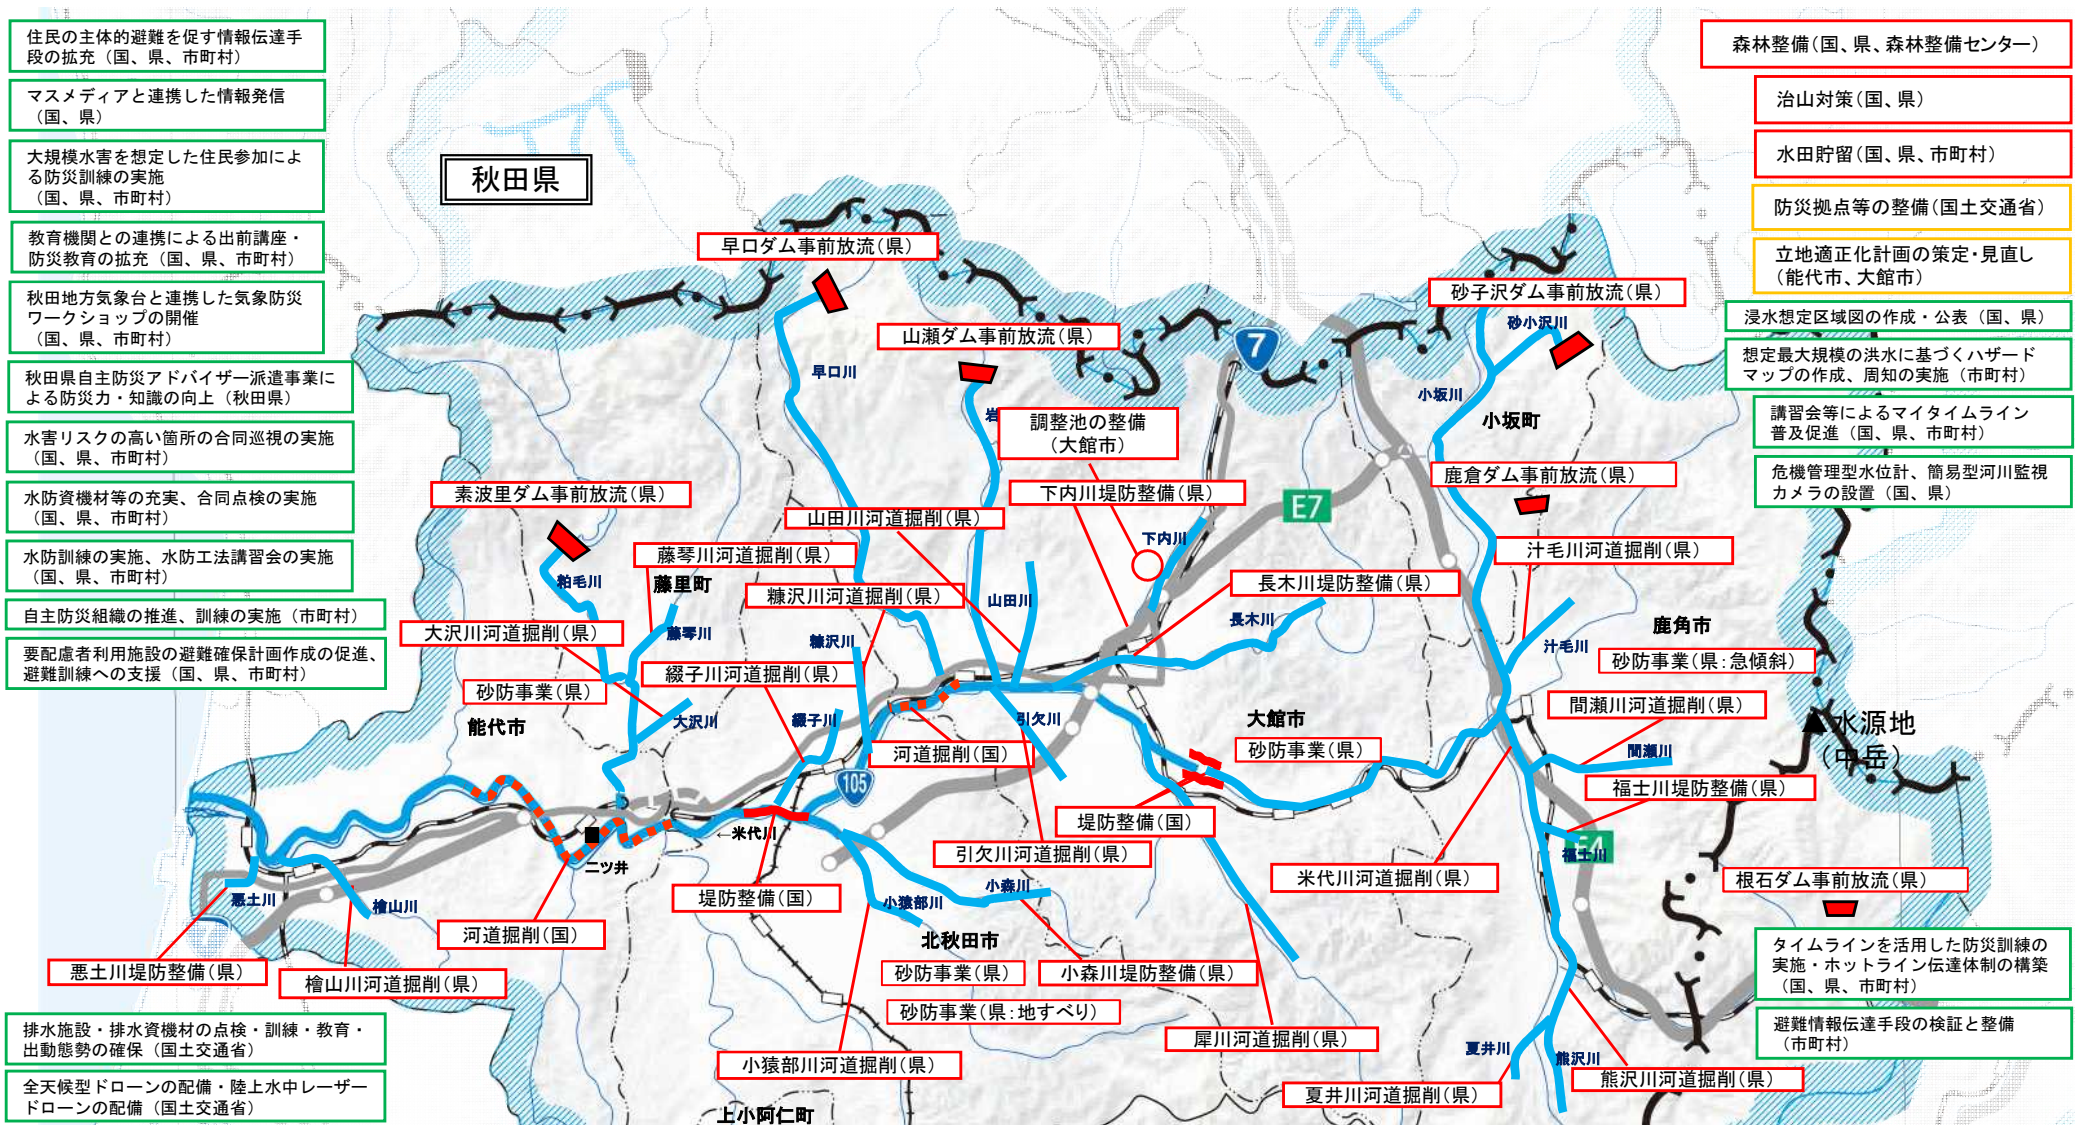 住民の主体的避難を促す情報伝達手
段の拡充（国、県、市町村）
マスメディアと連携した情報発信
（国、県）
大規模水害を想定した住民参加によ
る防災訓練の実施
（国、県、市町村）
教育機関との連携による出前講座・
防災教育の拡充（国、県、市町村）
秋田地方気象台と連携した気象防災
ワークショップの開催
（国、県、市町村）
秋田県自主防災アドバイザー派遣事業に
よる防災力・知識の向上（秋田県）
水害リスクの高い箇所の合同巡視の実施
（国、県、市町村）
水防資機材等の充実、合同点検の実施
（国、県、市町村）
水防訓練の実施、水防工法講習会の実施
（国、県、市町村）
自主防災組織の推進、訓練の実施（市町村）
要配慮者利用施設の避難確保計画作成の促進、
避難訓練への支援（国、県、市町村）
排水施設・排水資機材の点検・訓練・教育・
出動態勢の確保（国土交通省）
全天候型ドローンの配備・陸上水中レーザー
ドローンの配備（国土交通省）
秋田県
森林整備（国、県、森林整備センター）
治山対策（国、県）
水田貯留（国、県、市町村）
防災拠点等の整備（国土交通省）
立地適正化計画の策定・見直し
（能代市、大館市）
浸水想定区域図の作成・公表（国、県）
想定最大規模の洪水に基づくハザード
マップの作成、周知の実施（市町村）
講習会等によるマイタイムライン
普及促進（国、県、市町村）
危機管理型水位計、簡易型河川監視
カメラの設置（国、県）
タイムラインを活用した防災訓練の
実施・ホットライン伝達体制の構築
（国、県、市町村）
避難情報伝達手段の検証と整備
（市町村）
早口ダム事前放流（県）
山瀬ダム事前放流（県）
砂子沢ダム事前放流（県）
砂小沢川
7
早口川
岩
小坂川
小坂町
調整池の整備
（大館市）
鹿倉ダム事前放流（県）
素波里ダム事前放流（県）
下内川堤防整備（県）
E7
山田川河道掘削（県）
下内川
汁毛川河道掘削（県）
藤琴川河道掘削（県）
粕毛川
藤里町
糠沢川河道掘削（県）
長木川堤防整備（県）
山田川
長木川
鹿角市
大沢川河道掘削（県）
藤琴川
糠沢川
汁毛川
砂防事業（県：急傾斜）
綴子川河道掘削（県）
砂防事業（県）
能代市
大沢川
綴子川
引欠川
大館市
間瀬川河道掘削（県）
水源地
（中岳）
河道掘削（国）
砂防事業（県）
間瀬川
105
福士川堤防整備（県）
堤防整備（国）
←米代川
二ツ井
引欠川河道掘削（県）
福士川
E4
米代川河道掘削（県）
根石ダム事前放流（県）
悪土川
檜山川
堤防整備（国）
小森川
小猿部川
河道掘削（国）
北秋田市
悪土川堤防整備（県）
檜山川河道掘削（県）
砂防事業（県）
小森川堤防整備（県）
砂防事業（県：地すべり）
小猿部川河道掘削（県）
犀川河道掘削（県）
夏井川
熊沢川
夏井川河道掘削（県）
熊沢川河道掘削（県）
上小阿仁町